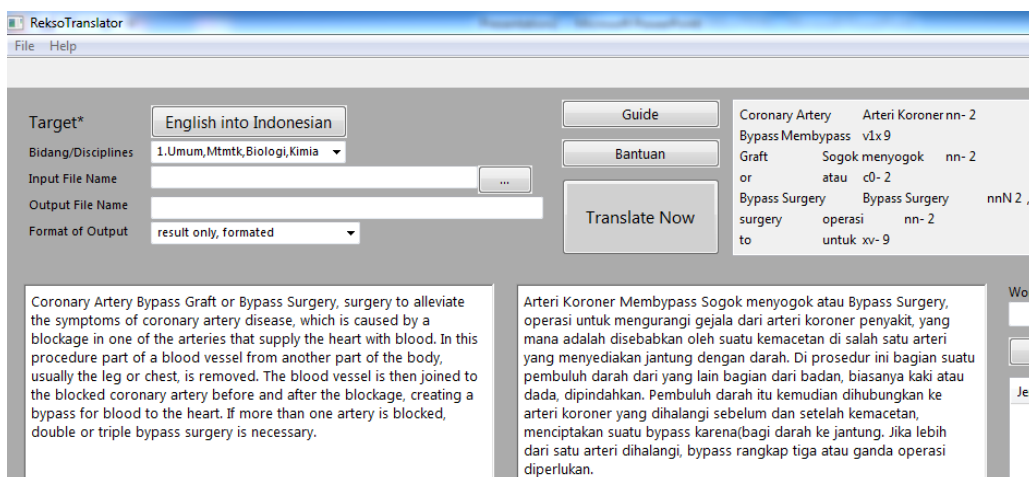 ReksoTranslator
File Help
Target*
English into Indonesian
Bidang/Disciplines
1.Umum,Mtmtk,Biologi,Kimia
Input File Name
...
Output File Name
Format of Output
result only, formated
Guide
Bantuan
Translate Now
Coronary Artery Arteri Koroner nn- 2
Bypass Membypass v1x 9
Graft Sogok menyogok nn- 2
or atau c0- 2
Bypass Surgery Bypass Surgery nnN 2 ,
surgery operasi nn- 2
to untuk xv- 9
Coronary Artery Bypass Graft or Bypass Surgery, surgery to alleviate
the symptoms of coronary artery disease, which is caused by a
blockage in one of the arteries that supply the heart with blood. In this
procedure part of a blood vessel from another part of the body,
usually the leg or chest, is removed. The blood vessel is then joined to
the blocked coronary artery before and after the blockage, creating a
bypass for blood to the heart. If more than one artery is blocked,
double or triple bypass surgery is necessary.
Arteri Koroner Membypass Sogok menyogok atau Bypass Surgery,
operasi untuk mengurangi gejala dari arteri koroner penyakit, yang
mana adalah disebabkan oleh suatu kemacetan di salah satu arteri
yang menyediakan jantung dengan darah. Di prosedur ini bagian suatu
pembuluh darah dari yang lain bagian dari badan, biasanya kaki atau
dada, dipindahkan. Pembuluh darah itu kemudian dihubungkan ke
arteri koroner yang dihalangi sebelum dan setelah kemacetan,
menciptakan suatu bypass karena(bagi darah ke jantung. Jika lebih
dari satu arteri dihalangi, bypass rangkap tiga atau ganda operasi
diperlukan.